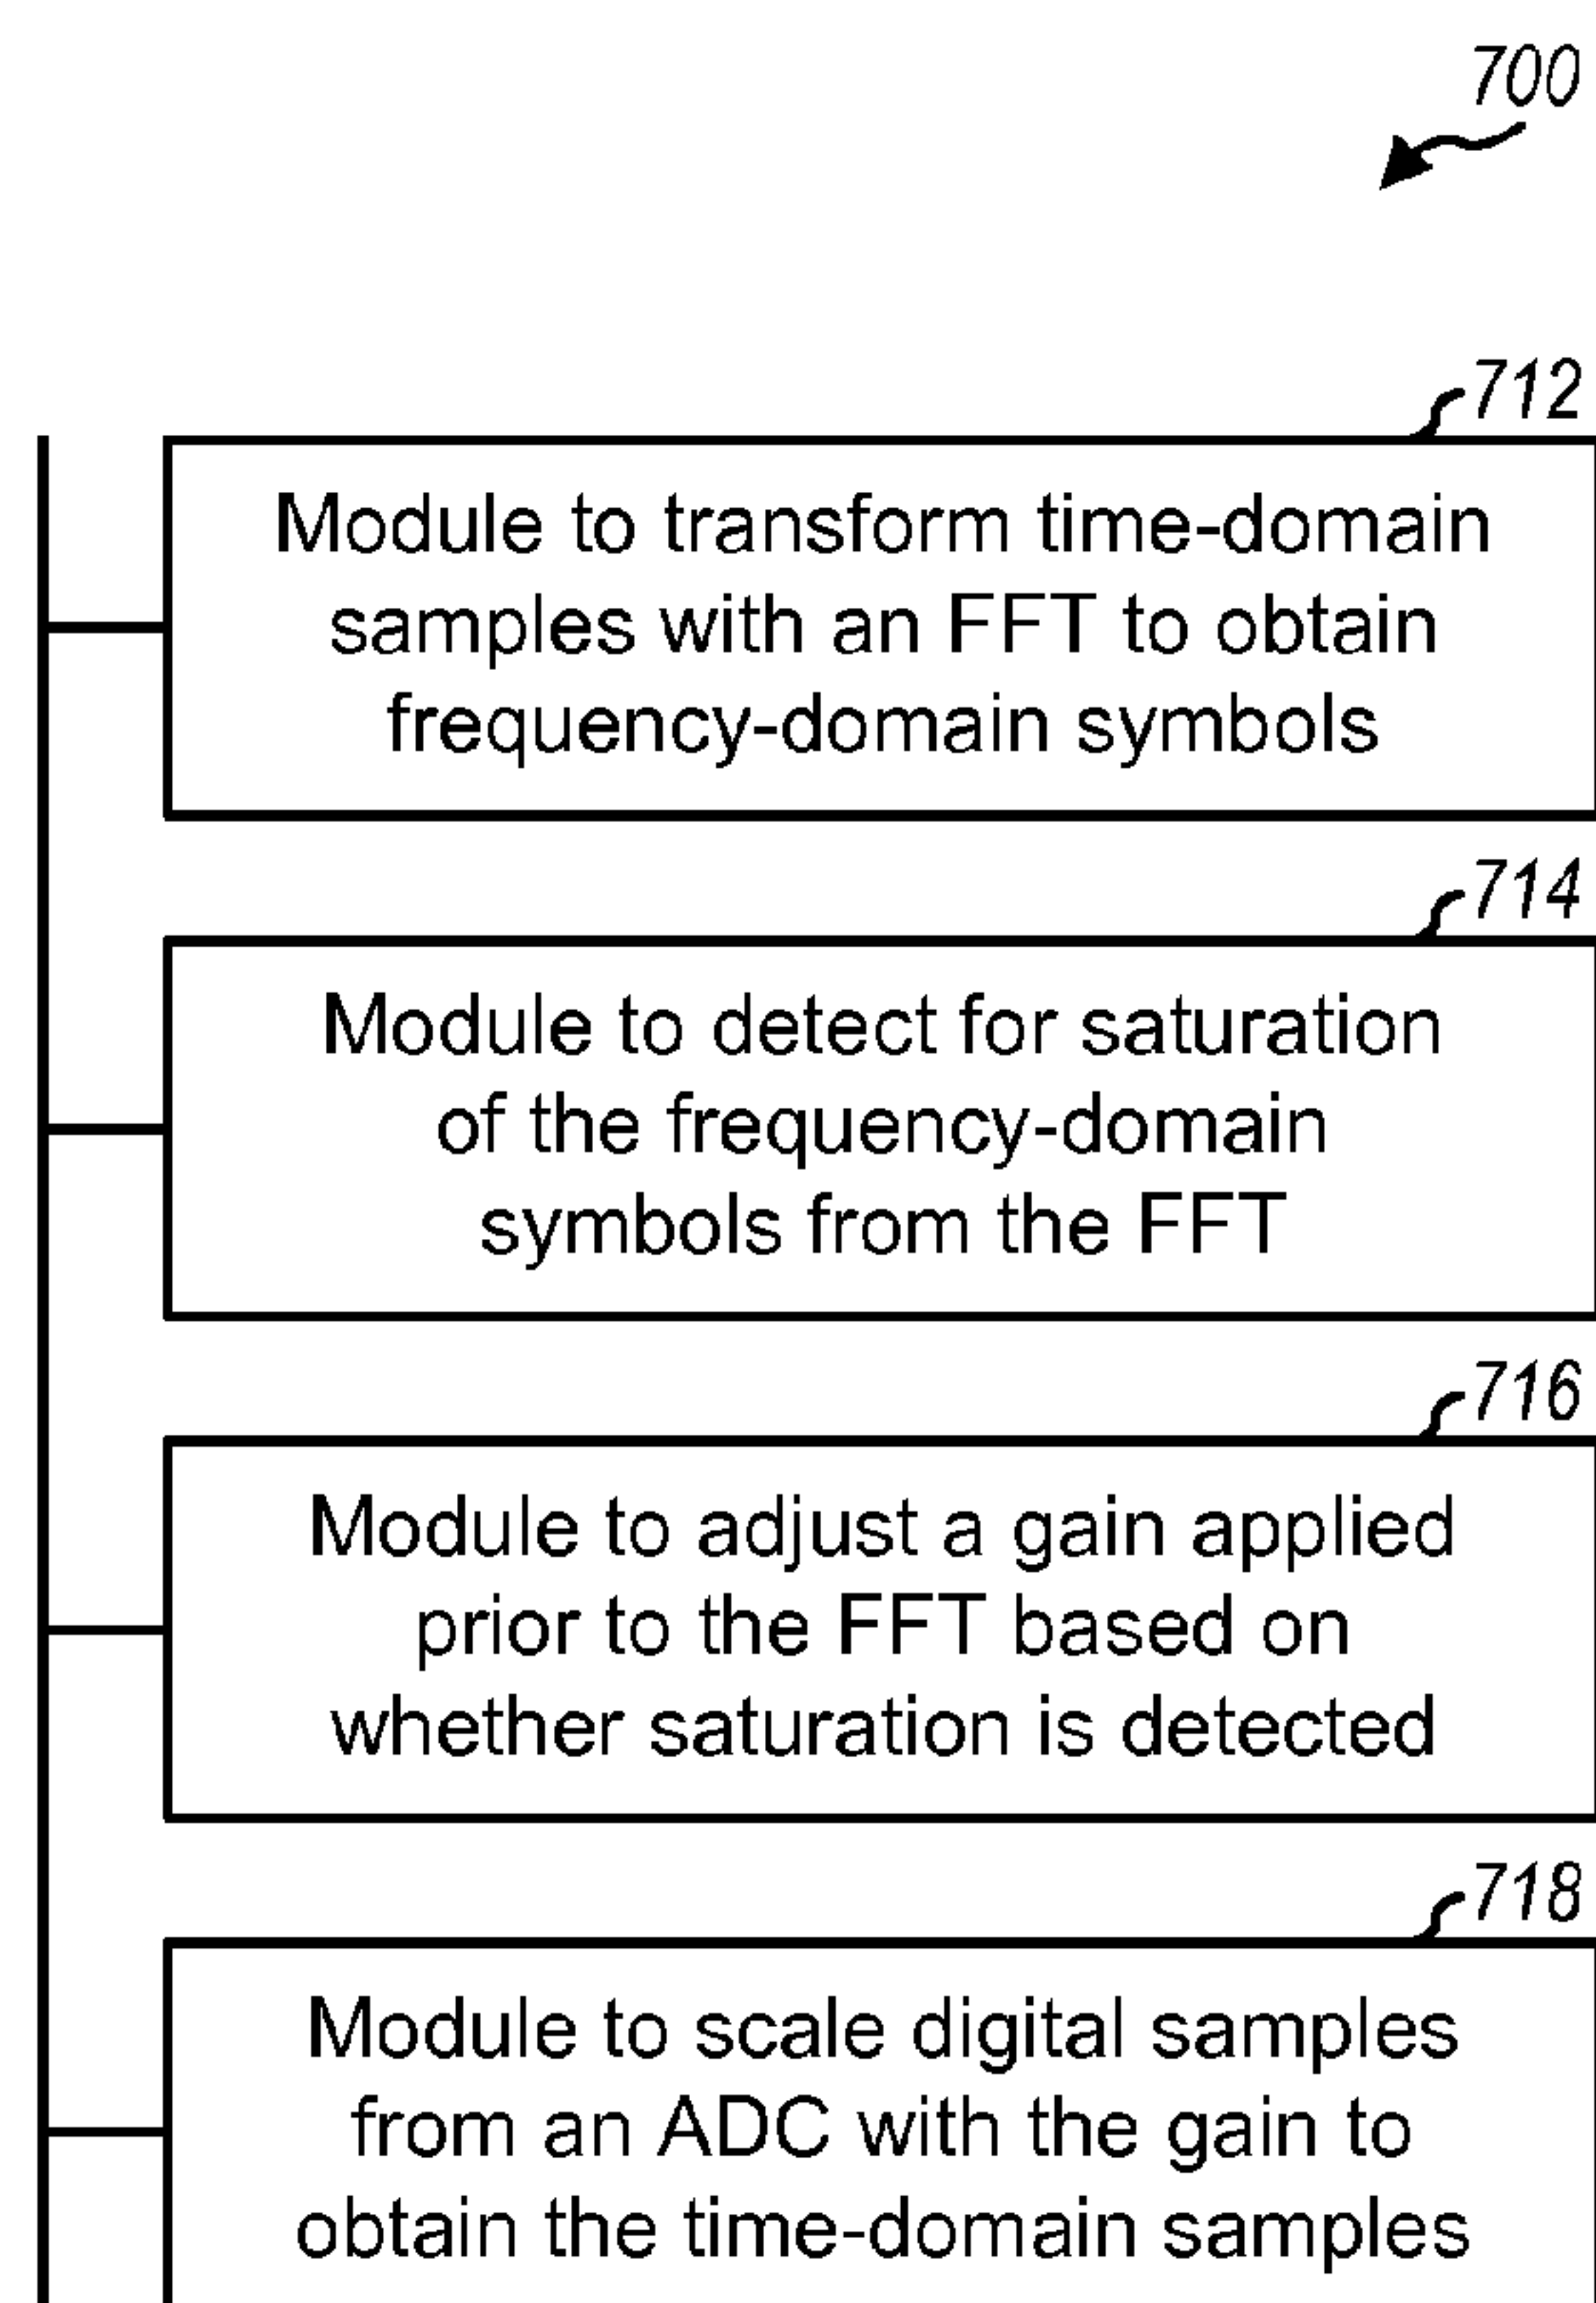 700
712
Module to transform time-domain
samples with an FFT to obtain
frequency-domain symbols
714
Module to detect for saturation
of the frequency-domain
symbols from the FFT
716
Module to adjust a gain applied
prior to the FFT based on
whether saturation is detected
718
Module to scale digital samples
from an ADC with the gain to
obtain the time-domain samples